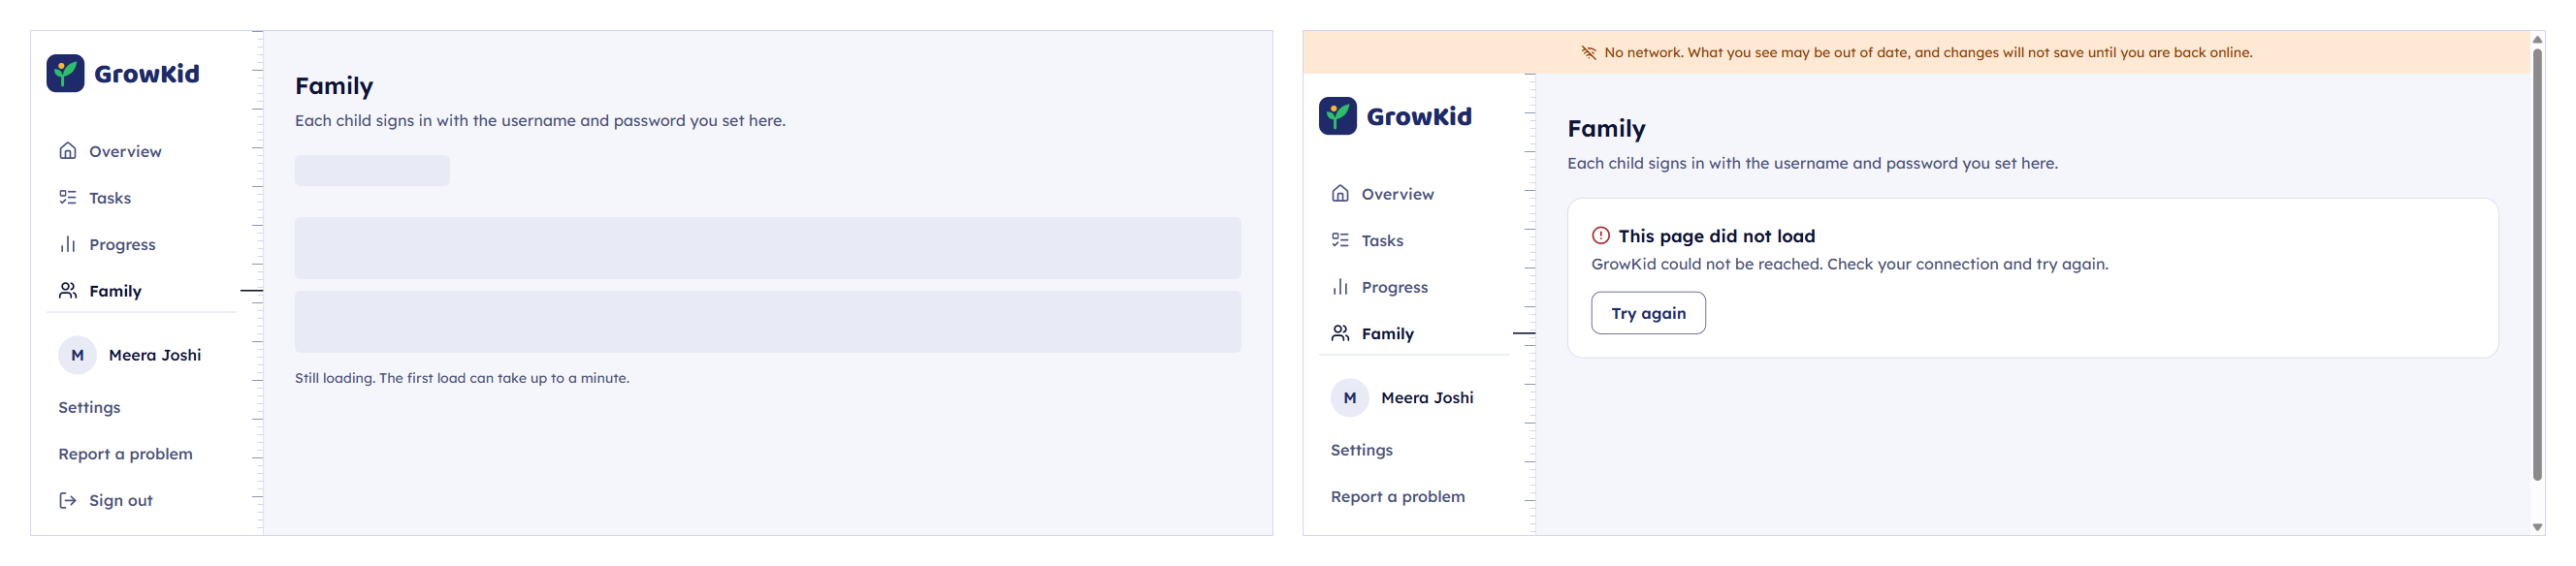 GrowKid
Overview
Tasks
Progress
Family
M Meera Joshi
Settings
Report a problem
Sign out
Family
Each child signs in with the username and password you set here.
Still loading. The first load can take up to a minute.
No network. What you see may be out of date, and changes will not save until you are back online.
GrowKid
Overview
Tasks
Progress
Family
M Meera Joshi
Settings
Report a problem
Family
Each child signs in with the username and password you set here.
This page did not load
GrowKid could not be reached. Check your connection and try again.
Try again